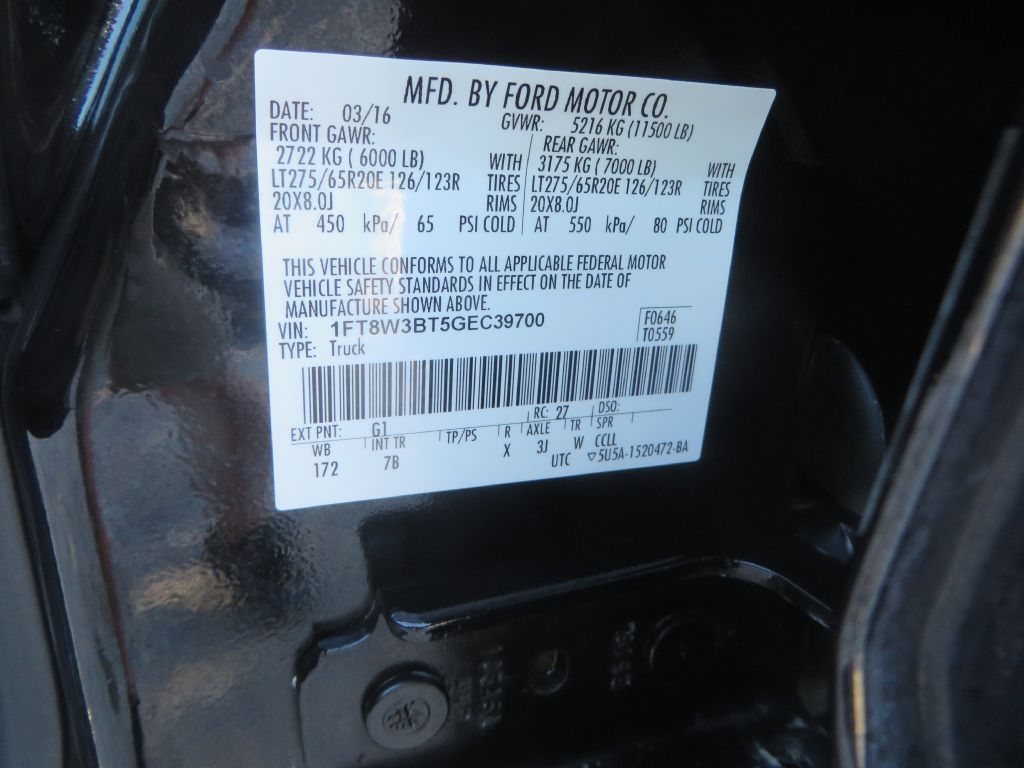 MFD. BY FORD MOTOR CO.
DATE: 03/16 GVWR: 5216 KG (11500 LB)
FRONT GAWR: REAR GAWR:
2722 KG ( 6000 LB) WITH 3175 KG ( 7000 LB) WITH
LT275/65R20E 126/123R TIRES LT275/65R20E 126/123R TIRES
20X8.0J RIMS 20X8.0J RIMS
AT 450 kPa/ 65 PSI COLD AT 550 kPa/ 80 PSI COLD
THIS VEHICLE CONFORMS TO ALL APPLICABLE FEDERAL MOTOR
VEHICLE SAFETY STANDARDS IN EFFECT ON THE DATE OF
MANUFACTURE SHOWN ABOVE.
VIN: 1FT8W3BT5GEC39700 F0646
TYPE: Truck T0559
EXT PNT: G1 RC: 27 DSO:
WB INT TR TP/PS R AXLE TR SPR
172 7B X 3J W CCLL
UTC ▽5U5A-1520472-BA